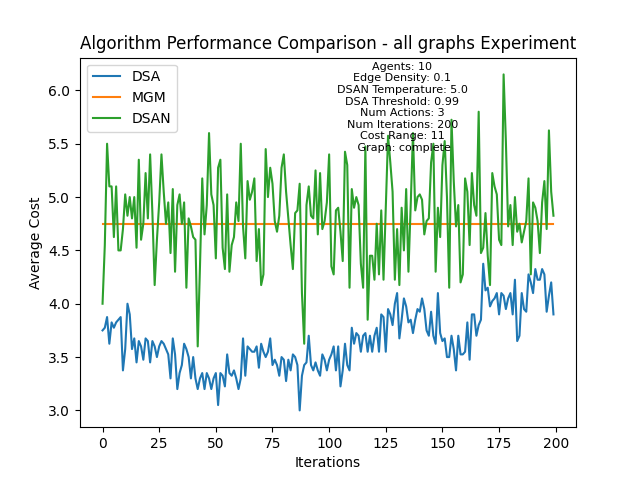 Algorithm Performance Comparison - all graphs Experiment
DSA
MGM
DSAN
Agents: 10
Edge Density: 0.1
DSAN Temperature: 5.0
DSA Threshold: 0.99
Num Actions: 3
Num Iterations: 200
Cost Range: 11
Graph: complete
Average Cost
6.0
5.5
5.0
4.5
4.0
3.5
3.0
0 25 50 75 100 125 150 175 200
Iterations